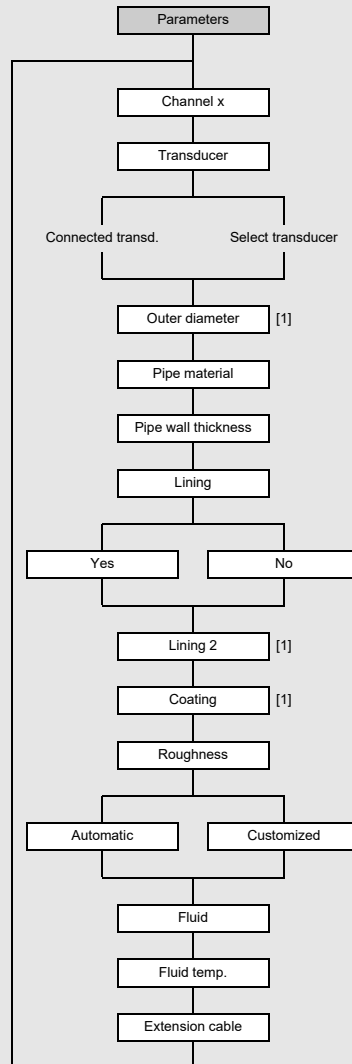 Parameters
Channel x
Transducer
Connected transd. Select transducer
Outer diameter [1]
Pipe material
Pipe wall thickness
Lining
Yes No
Lining 2 [1]
Coating [1]
Roughness
Automatic Customized
Fluid
Fluid temp.
Extension cable